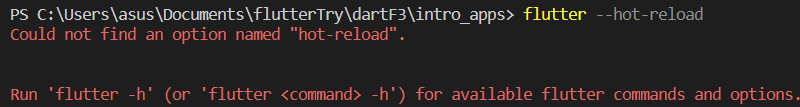 PS C:\Users\asus\Documents\flutterTry\dartF3\intro_apps> flutter --hot-reload
Could not find an option named "hot-reload".
Run 'flutter -h' (or 'flutter <command> -h') for available flutter commands and options.